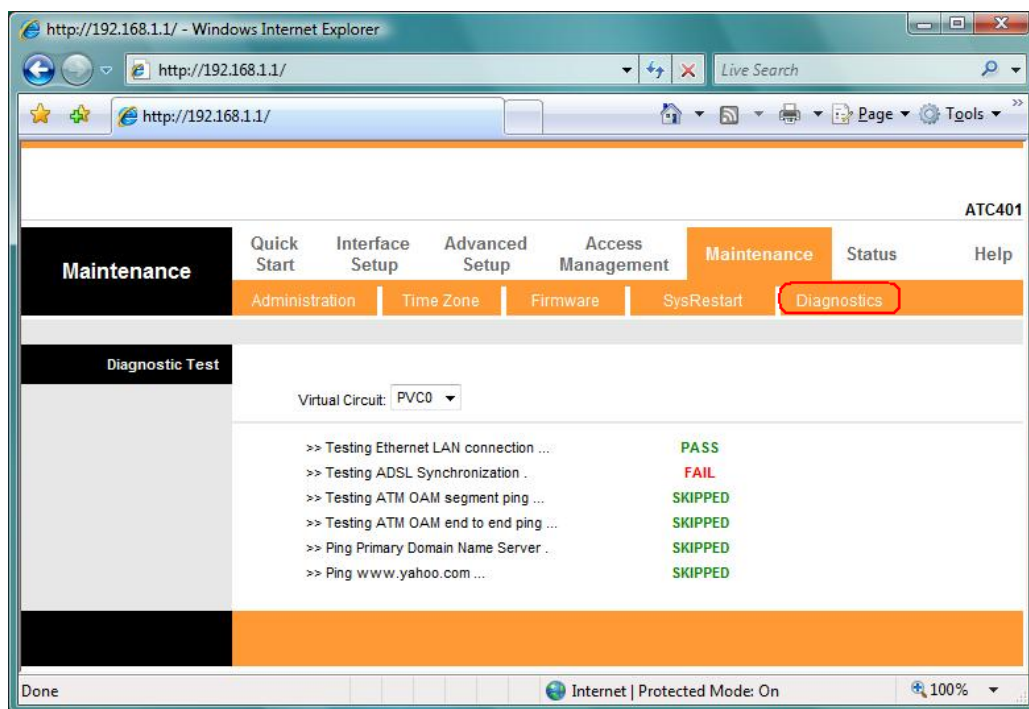 http://192.168.1.1/ - Windows Internet Explorer
http://192.168.1.1/
Live Search
http://192.168.1.1/
Page
Tools
ATC401
Maintenance
Quick Start
Interface Setup
Advanced Setup
Access Management
Maintenance
Status
Help
Administration
Time Zone
Firmware
SysRestart
Diagnostics
Diagnostic Test
Virtual Circuit: PVC0
>> Testing Ethernet LAN connection ... PASS
>> Testing ADSL Synchronization . FAIL
>> Testing ATM OAM segment ping ... SKIPPED
>> Testing ATM OAM end to end ping ... SKIPPED
>> Ping Primary Domain Name Server . SKIPPED
>> Ping www.yahoo.com ... SKIPPED
Done
Internet | Protected Mode: On
100%